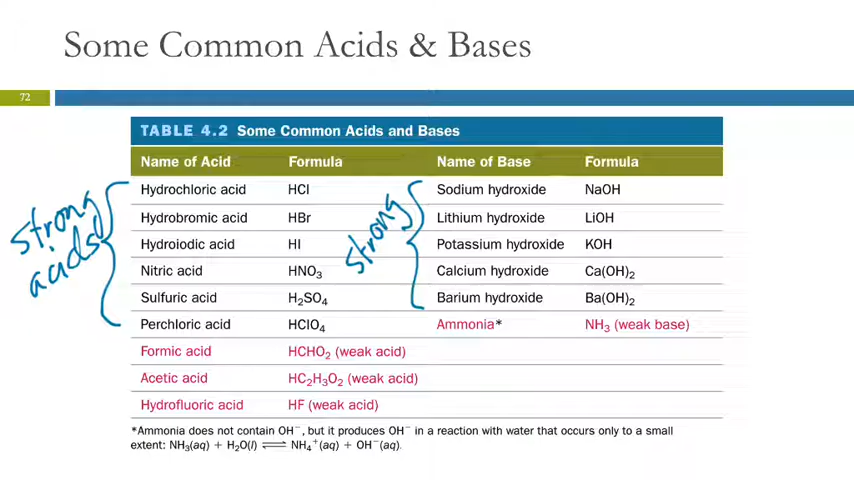 Some Common Acids & Bases
72
TABLE 4.2 Some Common Acids and Bases
Name of Acid Formula Name of Base Formula
Hydrochloric acid HCl Sodium hydroxide NaOH
Hydrobromic acid HBr Lithium hydroxide LiOH
Hydroiodic acid HI Potassium hydroxide KOH
Nitric acid HNO₃ Calcium hydroxide Ca(OH)₂
Sulfuric acid H₂SO₄ Barium hydroxide Ba(OH)₂
Perchloric acid HClO₄ Ammonia* NH₃ (weak base)
Formic acid HCHO₂ (weak acid)
Acetic acid HC₂H₃O₂ (weak acid)
Hydrofluoric acid HF (weak acid)
strong
acids
strong
*Ammonia does not contain OH⁻, but it produces OH⁻ in a reaction with water that occurs only to a small
extent: NH₃(aq) + H₂O(l) ⇌ NH₄⁺(aq) + OH⁻(aq).